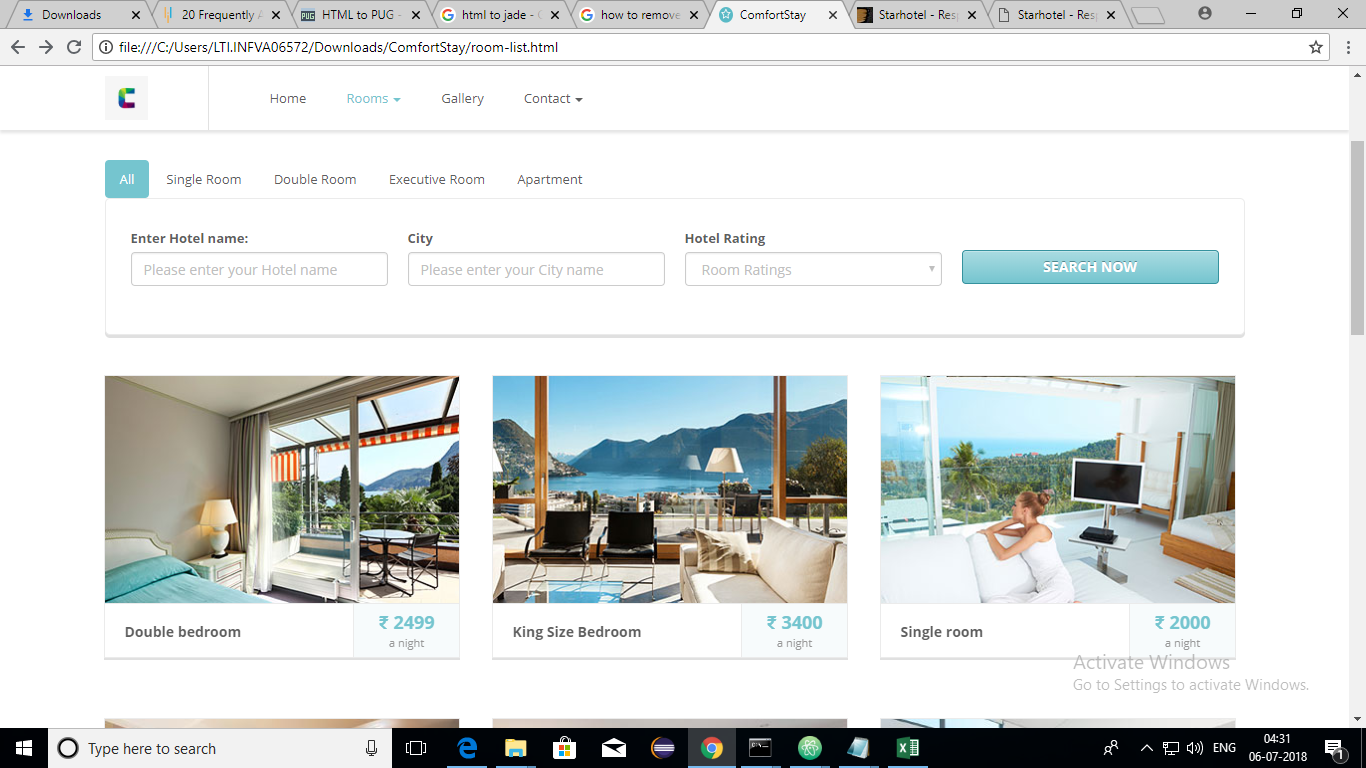 Downloads
20 Frequently A
HTML to PUG -
html to jade - G
how to remove
ComfortStay
Starhotel - Resp
Starhotel - Resp
file:///C:/Users/LTI.INFVA06572/Downloads/ComfortStay/room-list.html
C
Home
Rooms
Gallery
Contact
All
Single Room
Double Room
Executive Room
Apartment
Enter Hotel name:
City
Hotel Rating
Please enter your Hotel name
Please enter your City name
Room Ratings
SEARCH NOW
Double bedroom
₹ 2499
a night
King Size Bedroom
₹ 3400
a night
Single room
₹ 2000
a night
Activate Windows
Go to Settings to activate Windows.
Type here to search
ENG
04:31
06-07-2018
1